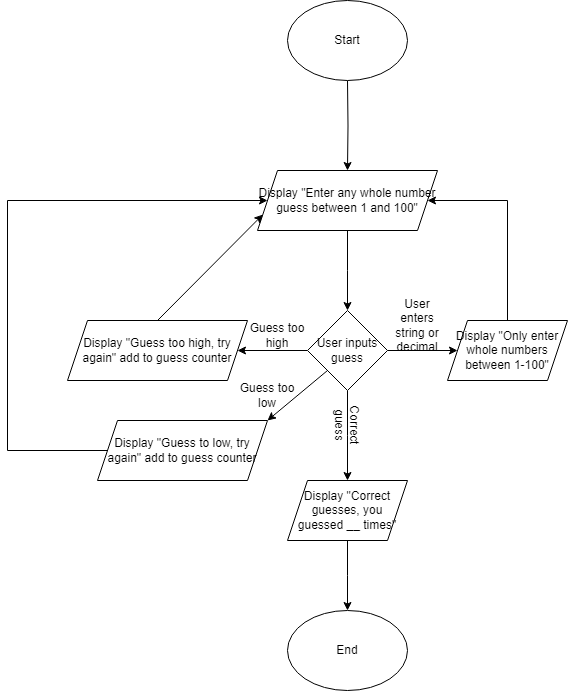 Start
Display "Enter any whole number
guess between 1 and 100"
User
enters
string or
decimal
Guess too
high
User inputs
guess
Display "Guess too high, try
again" add to guess counter
Display "Only enter
whole numbers
between 1-100"
Guess too
low
Correct
guess
Display "Guess to low, try
again" add to guess counter
Display "Correct
guesses, you
guessed __ times"
End